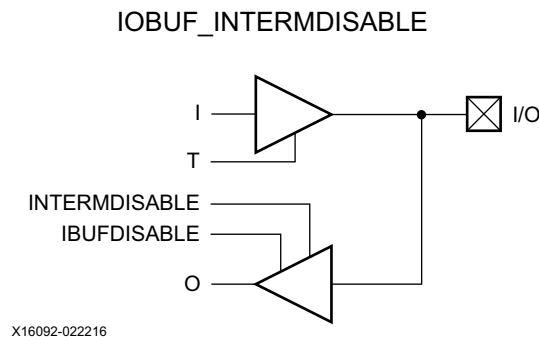 IOBUF_INTERMDISABLE
I
I/O
T
INTERMDISABLE
IBUFDISABLE
O
X16092-022216